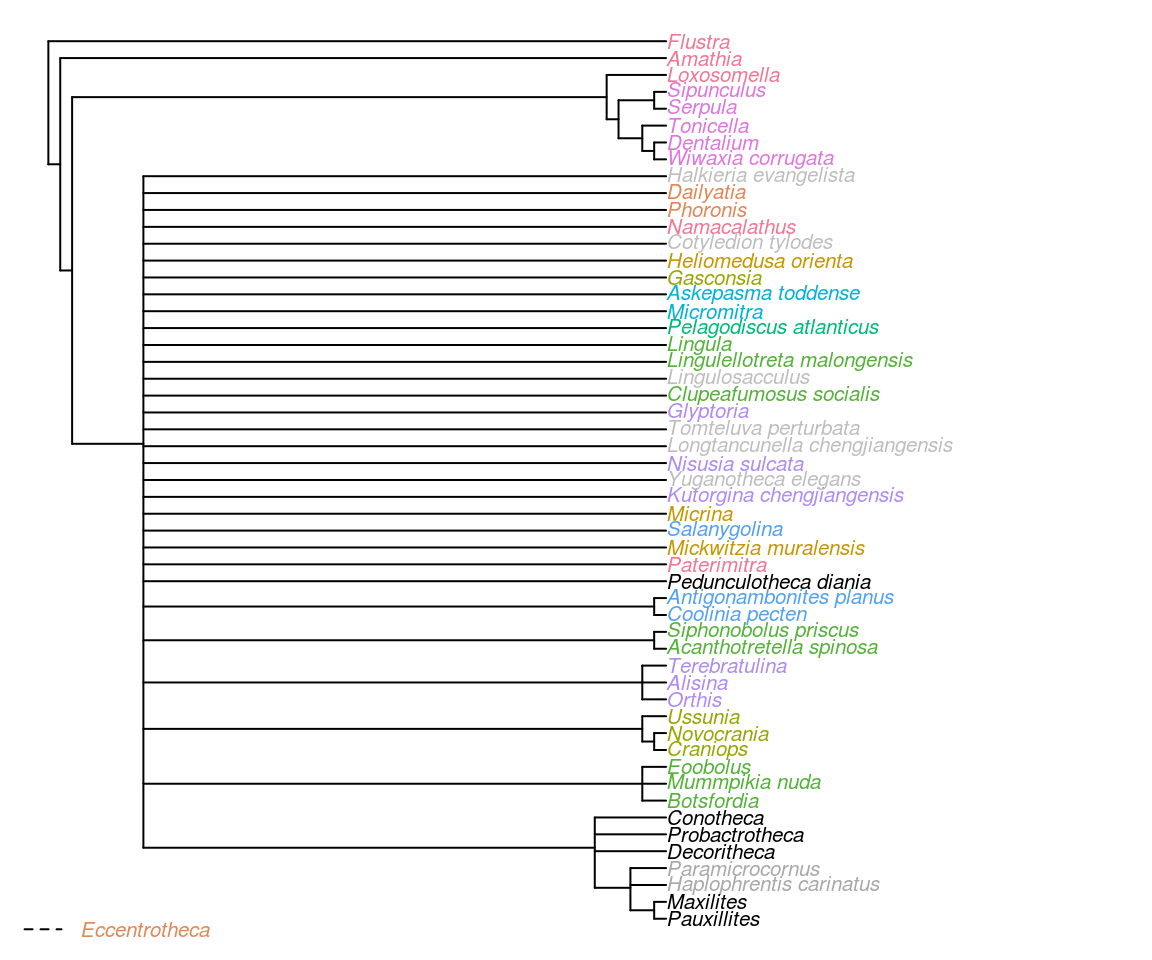 Flustra
Amathia
Loxosomella
Sipunculus
Serpula
Tonicella
Dentalium
Wiwaxia corrugata
Halkieria evangelista
Dailyatia
Phoronis
Namacalathus
Cotyledion tylodes
Heliomedusa orienta
Gasconsia
Askepasma toddense
Micromitra
Pelagodiscus atlanticus
Lingula
Lingulellotreta malongensis
Lingulosacculus
Clupeafumosus socialis
Glyptoria
Tomteluva perturbata
Longtancunella chengjiangensis
Nisusia sulcata
Yuganotheca elegans
Kutorgina chengjiangensis
Micrina
Salanygolina
Mickwitzia muralensis
Paterimitra
Pedunculotheca diania
Antigonambonites planus
Coolinia pecten
Siphonobolus priscus
Acanthotretella spinosa
Terebratulina
Alisina
Orthis
Ussunia
Novocrania
Craniops
Eoobolus
Mummpikia nuda
Botsfordia
Conotheca
Probactrotheca
Decoritheca
Paramicrocornus
Haplophrentis carinatus
Maxilites
Pauxillites
Eccentrotheca